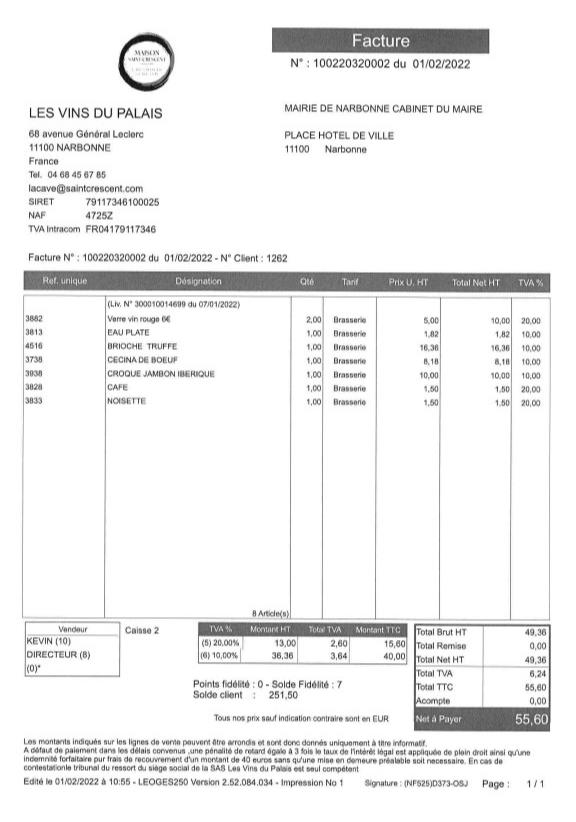 MAISON
SAINT-CRESCENT
Facture
N° : 100220320002 du 01/02/2022
LES VINS DU PALAIS
MAIRIE DE NARBONNE CABINET DU MAIRE
68 avenue Général Leclerc
11100 NARBONNE
France
Tel. 04 68 45 67 85
lacave@saintcrescent.com
SIRET 79117346100025
NAF 4725Z
TVA Intracom FR04179117346
PLACE HOTEL DE VILLE
11100 Narbonne
Facture N° : 100220320002 du 01/02/2022 - N° Client : 1262
Ref. unique Désignation Qté Tarif Prix U. HT Total Net HT TVA %
(Liv. N° 300010014699 du 07/01/2022)
3882 Verre vin rouge 6€ 2,00 Brasserie 5,00 10,00 20,00
3813 EAU PLATE 1,00 Brasserie 1,82 1,82 10,00
4516 BRIOCHE TRUFFE 1,00 Brasserie 16,36 16,36 10,00
3738 CECINA DE BOEUF 1,00 Brasserie 8,18 8,18 10,00
3938 CROQUE JAMBON IBERIQUE 1,00 Brasserie 10,00 10,00 10,00
3828 CAFE 1,00 Brasserie 1,50 1,50 20,00
3833 NOISETTE 1,00 Brasserie 1,50 1,50 20,00
8 Article(s)
Vendeur
KEVIN (10)
DIRECTEUR (8)
(0)*
Caisse 2
TVA % Montant HT Total TVA Montant TTC
(5) 20,00% 13,00 2,60 15,60
(6) 10,00% 36,36 3,64 40,00
Points fidélité : 0 - Solde Fidélité : 7
Solde client : 251,50
Tous nos prix sauf indication contraire sont en EUR
Total Brut HT 49,36
Total Remise 0,00
Total Net HT 49,36
Total TVA 6,24
Total TTC 55,60
Acompte 0,00
Net à Payer 55,60
Les montants indiqués sur les lignes de vente peuvent être arrondis et sont donc donnés uniquement à titre informatif.
A défaut de paiement dans les délais convenus ,une pénalité de retard égale à 3 fois le taux de l'intérêt légal est appliquée de plein droit ainsi qu'une
indemnité forfaitaire pur frais de recouvrement d'un montant de 40 euros sans qu'une mise en demeure préalable soit necessaire. En cas de
contestationle tribunal du ressort du siège social de la SAS Les Vins du Palais est seul compétent
Edité le 01/02/2022 à 10:55 - LEOGES250 Version 2.52.084.034 - Impression No 1 Signature : (NF525)D373-OSJ Page : 1 / 1